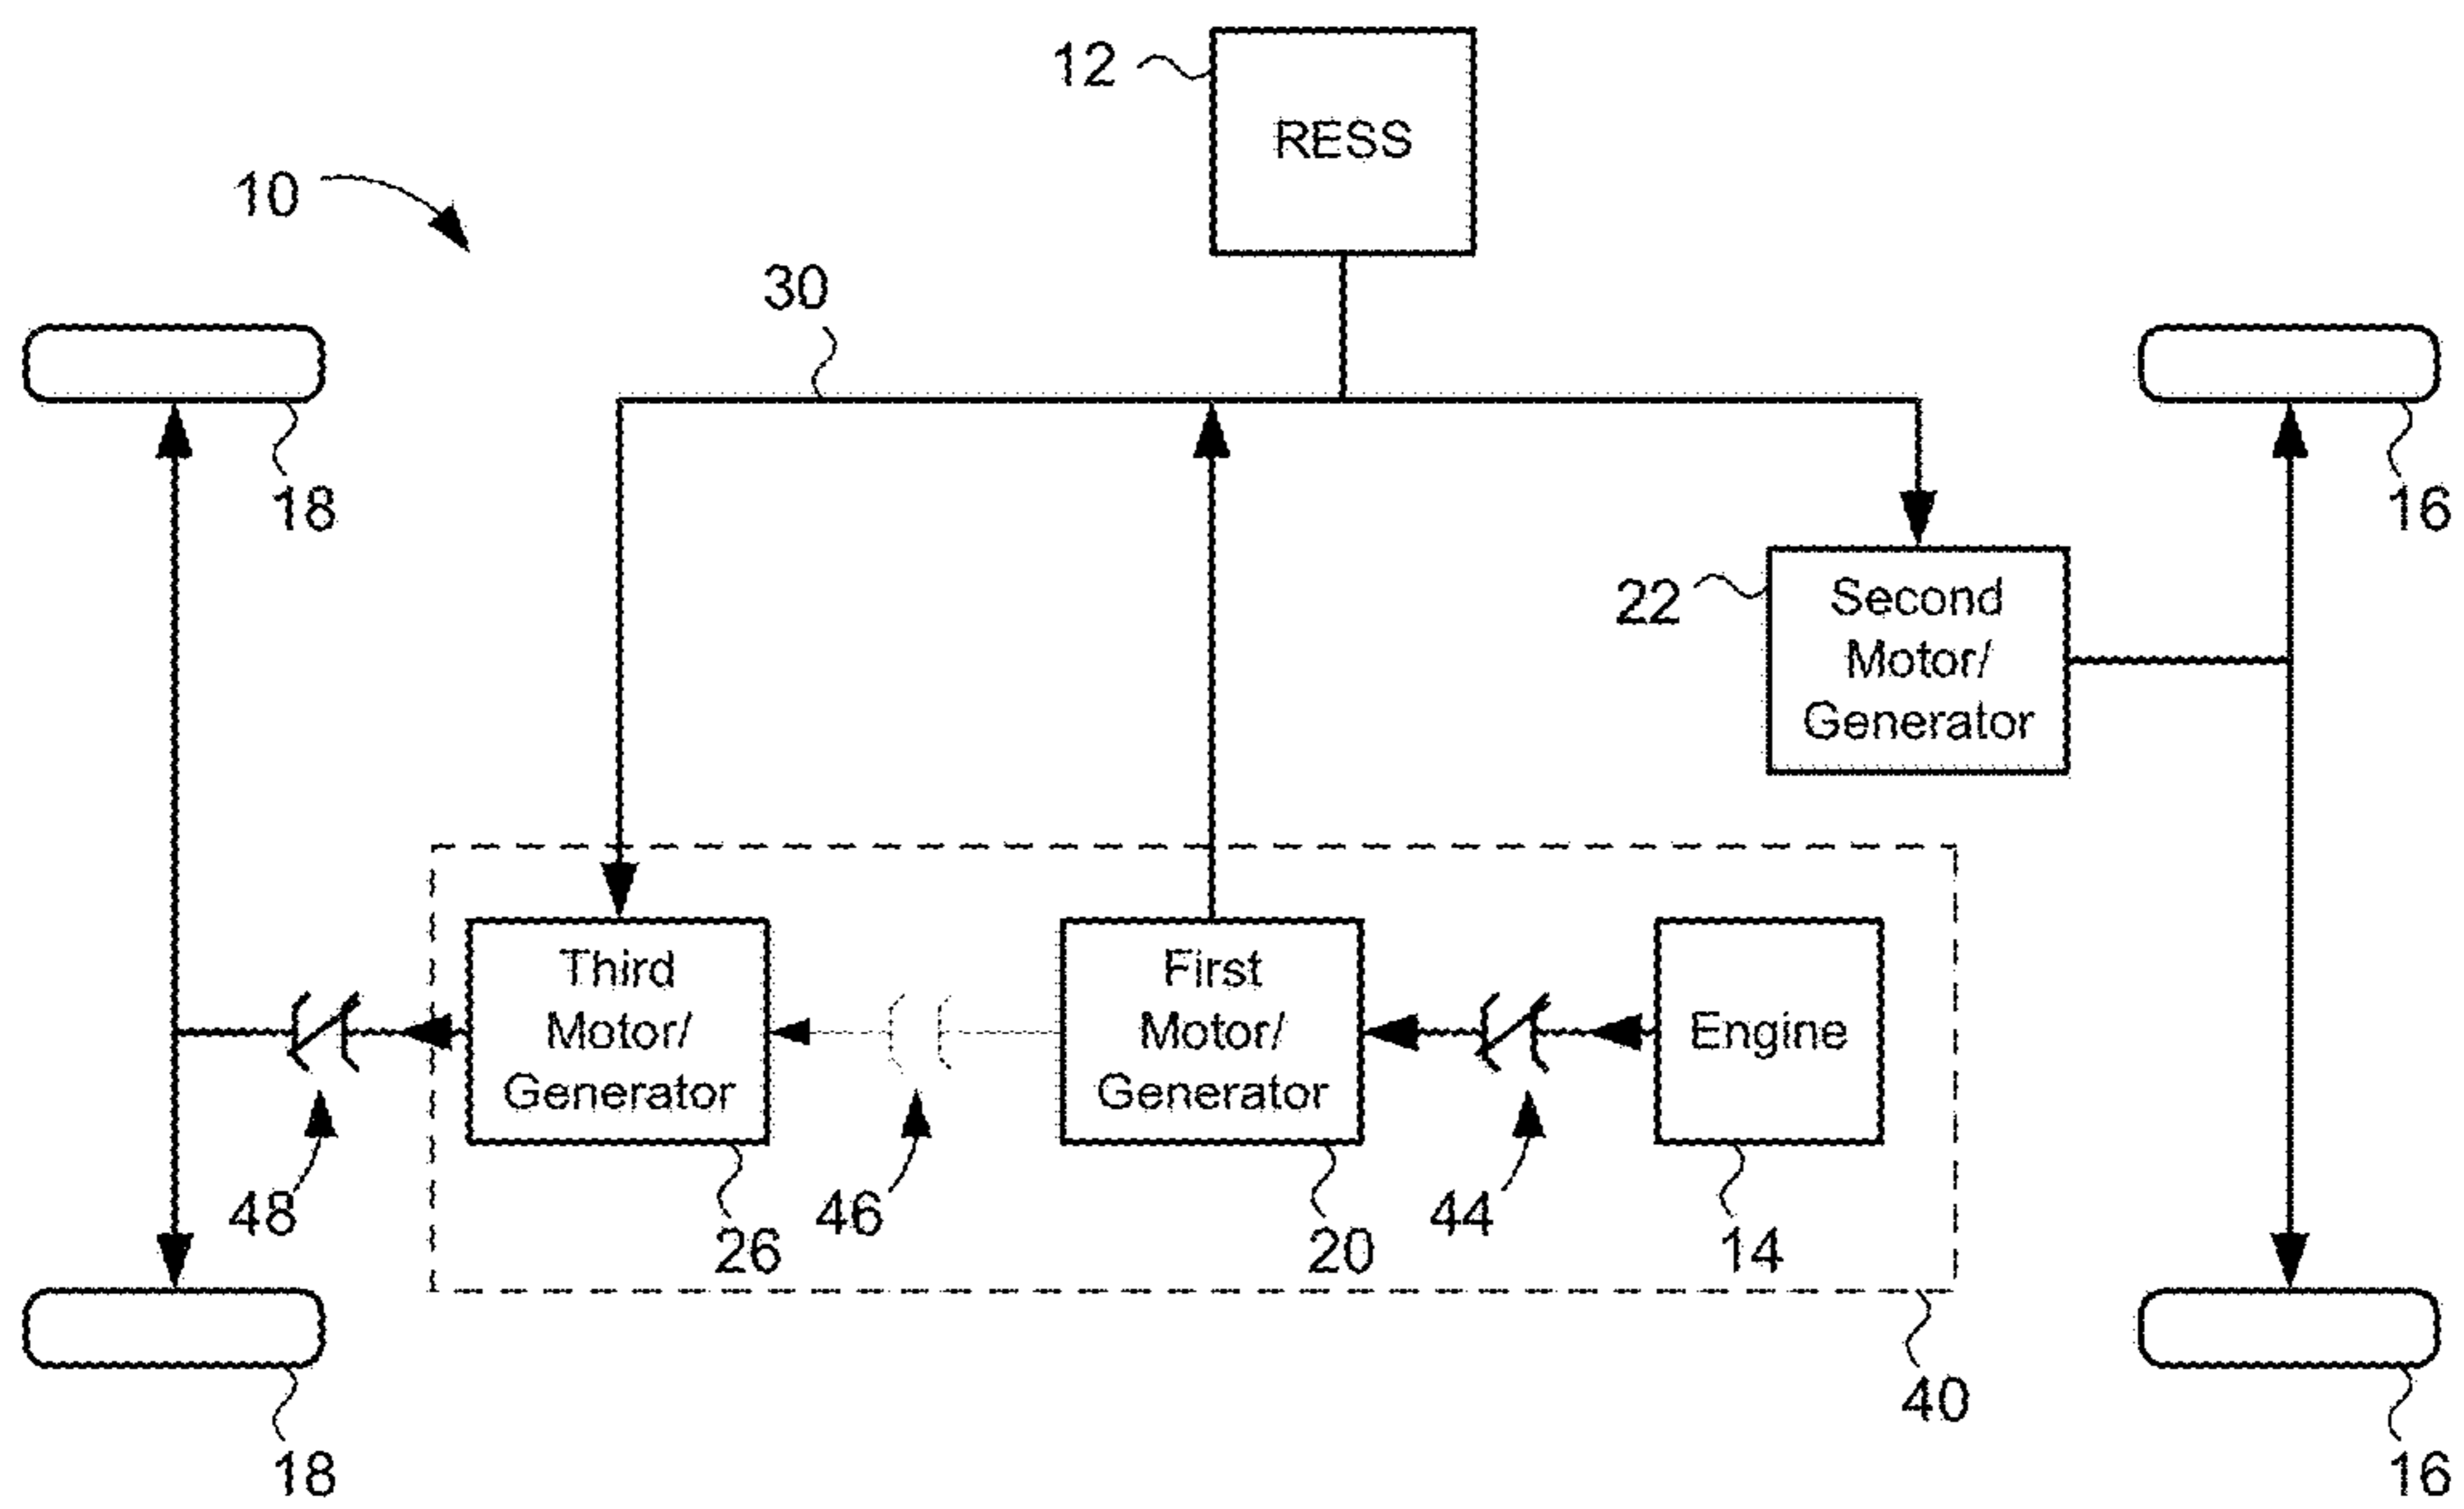 12
RESS
10
30
18
16
22
Second
Motor/
Generator
Third
Motor/
Generator
First
Motor/
Generator
Engine
48
46
44
26
20
14
40
18
16